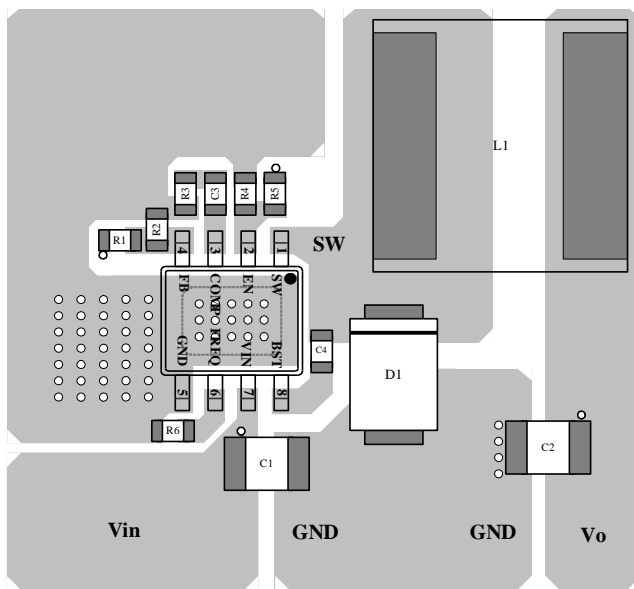 L1
R3
C3
R4
R5
R1
R2
SW
4
3
2
1
FB
COMP
EN
SW
GND
FREQ
VIN
BST
5
6
7
8
C4
D1
R6
C1
C2
Vin
GND
GND
Vo